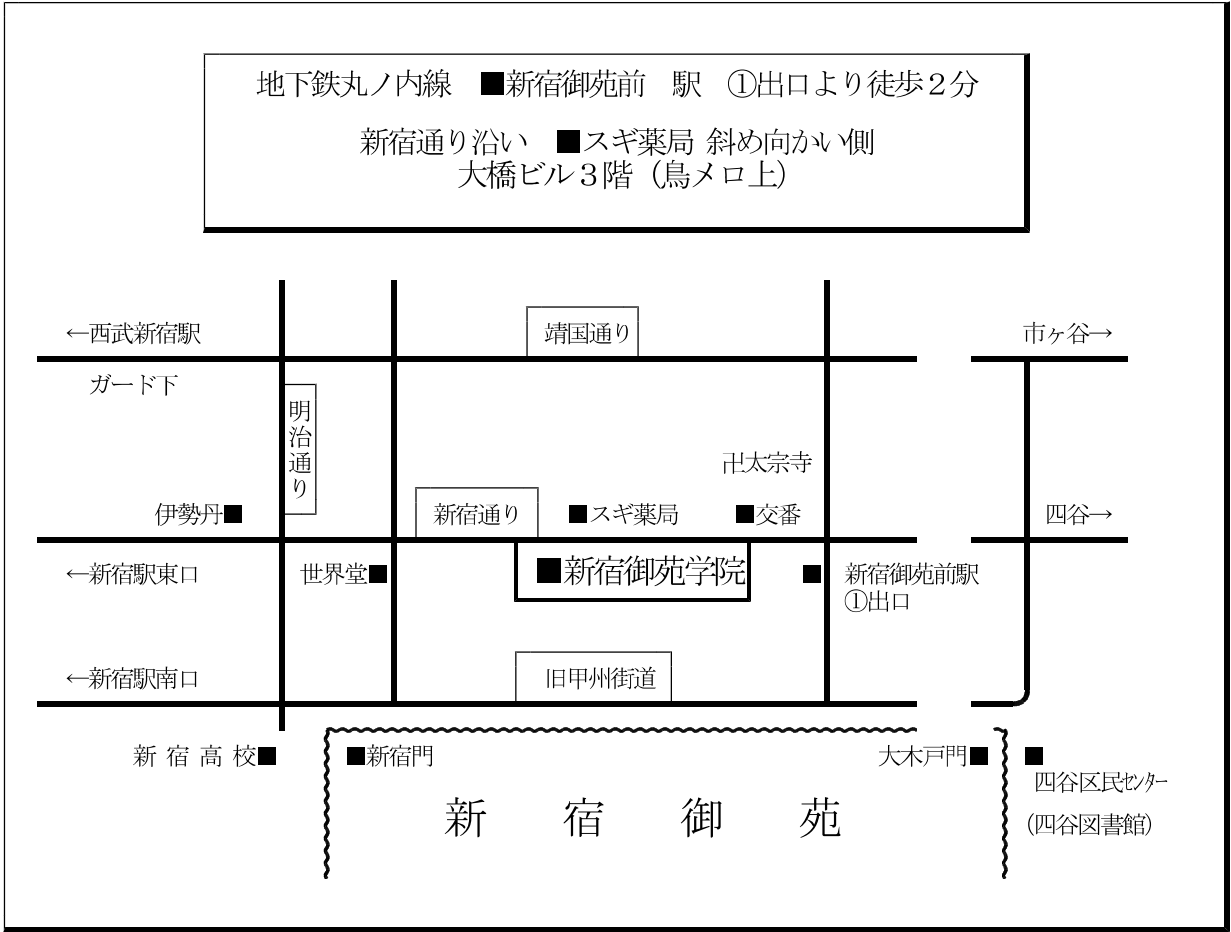 地下鉄丸ノ内線　■新宿御苑前　駅　①出口より徒歩２分
新宿通り沿い　■スギ薬局 斜め向かい側
大橋ビル３階（鳥メロ上）
←西武新宿駅
靖国通り
市ヶ谷→
ガード下
明治通り
卍太宗寺
伊勢丹■
新宿通り
■スギ薬局
■交番
四谷→
←新宿駅東口
世界堂■
■新宿御苑学院
■　新宿御苑前駅
①出口
←新宿駅南口
旧甲州街道
新 宿 高 校■
■新宿門
大木戸門■
■
四谷区民ｾﾝﾀｰ
新　宿　御　苑
（四谷図書館）